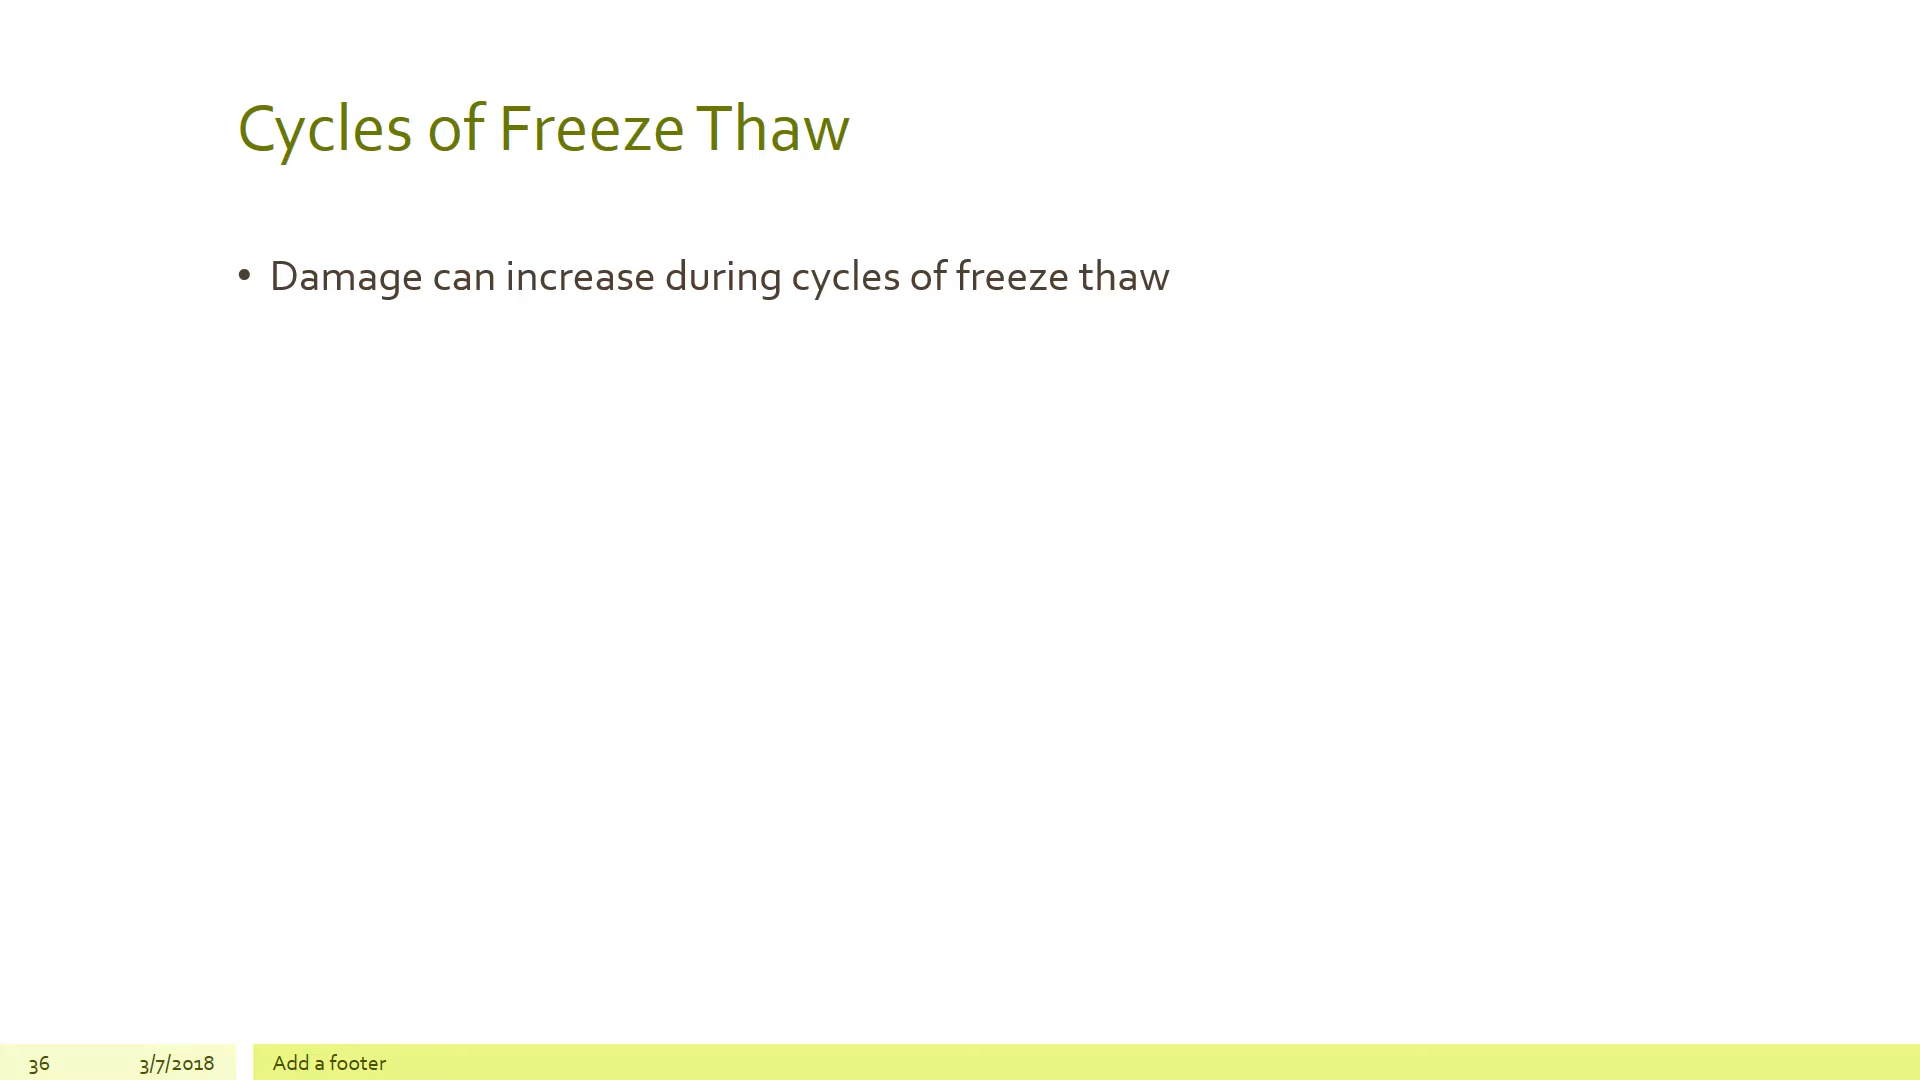 Cycles of Freeze Thaw
• Damage can increase during cycles of freeze thaw
36 3/7/2018 Add a footer